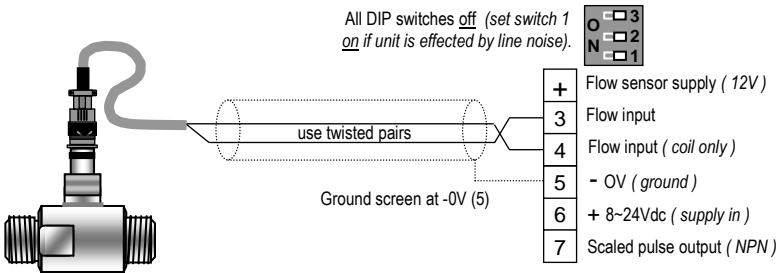 All DIP switches off (set switch 1
on if unit is effected by line noise).
O N
3
2
1
+ Flow sensor supply ( 12V )
3 Flow input
4 Flow input ( coil only )
5 - OV ( ground )
6 + 8~24Vdc ( supply in )
7 Scaled pulse output ( NPN )
use twisted pairs
Ground screen at -0V (5)